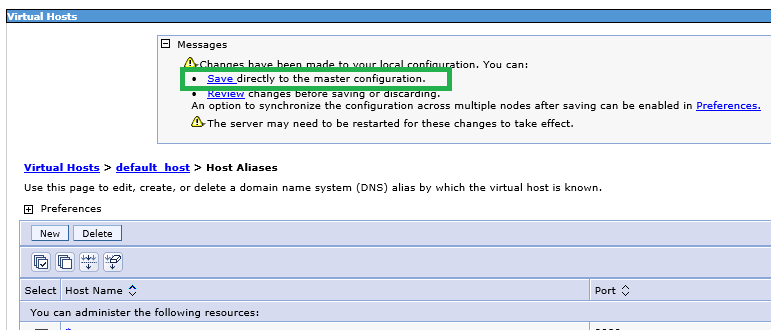 Virtual Hosts
Messages
Changes have been made to your local configuration. You can:
• Save directly to the master configuration.
• Review changes before saving or discarding.
An option to synchronize the configuration across multiple nodes after saving can be enabled in Preferences.
The server may need to be restarted for these changes to take effect.
Virtual Hosts > default_host > Host Aliases
Use this page to edit, create, or delete a domain name system (DNS) alias by which the virtual host is known.
Preferences
New Delete
Select Host Name Port
You can administer the following resources: